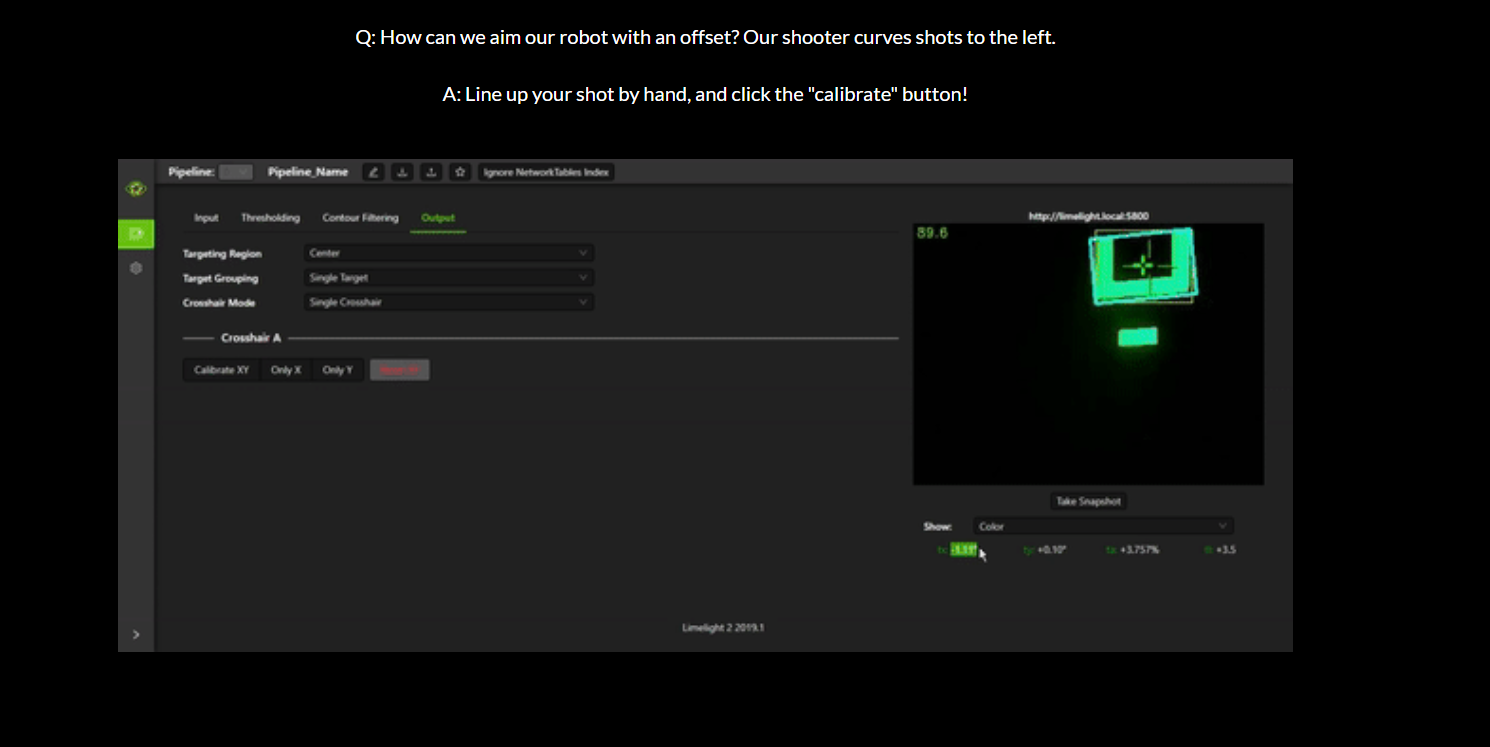 Q: How can we aim our robot with an offset? Our shooter curves shots to the left.
A: Line up your shot by hand, and click the "calibrate" button!
Pipeline: Pipeline_Name Ignore NetworkTables Index
Input Thresholding Contour Filtering Output
http://limelight.local:5800
89.6
Targeting Region Center
Target Grouping Single Target
Crosshair Mode Single Crosshair
Crosshair A
Calibrate XY Only X Only Y
Take Snapshot
Show: Color
tx: ty: +0.10° ta: +3.757% +3.5
Limelight 2 2019.1